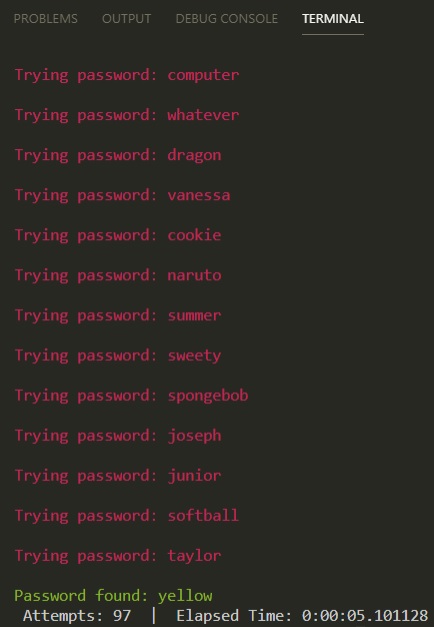 PROBLEMS OUTPUT DEBUG CONSOLE TERMINAL
Trying password: computer
Trying password: whatever
Trying password: dragon
Trying password: vanessa
Trying password: cookie
Trying password: naruto
Trying password: summer
Trying password: sweety
Trying password: spongebob
Trying password: joseph
Trying password: junior
Trying password: softball
Trying password: taylor
Password found: yellow
Attempts: 97 | Elapsed Time: 0:00:05.101128